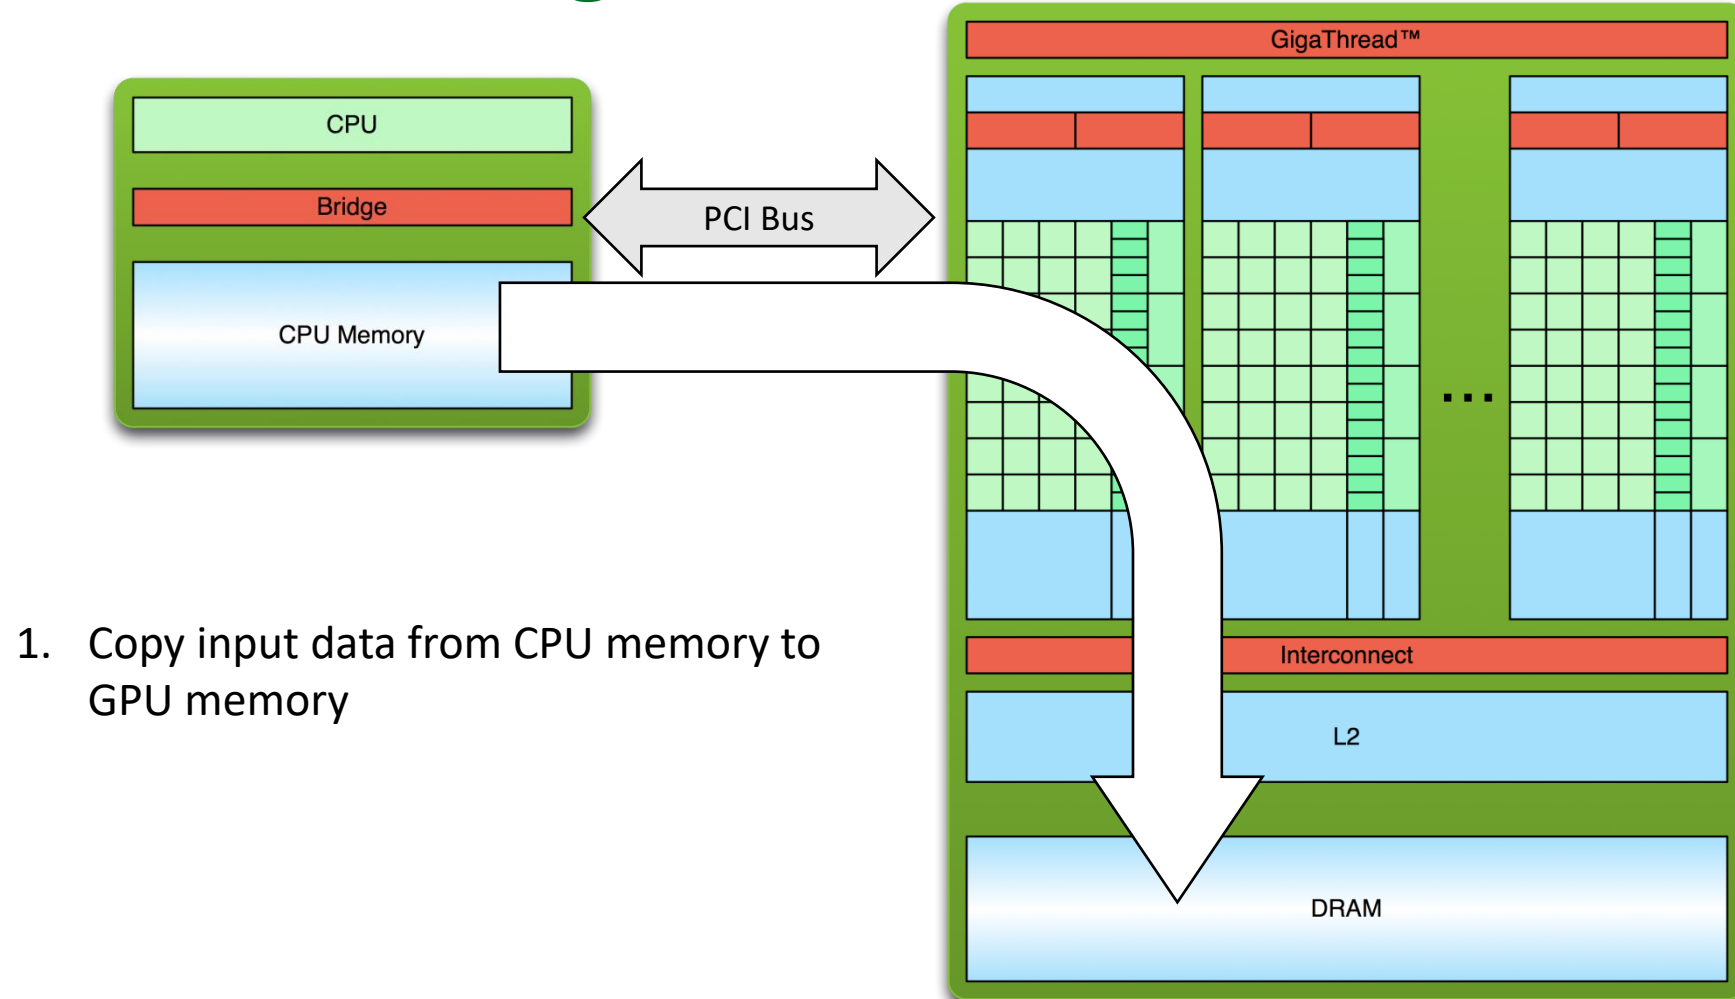 GigaThread™
CPU
Bridge
PCI Bus
CPU Memory
...
1. Copy input data from CPU memory to
GPU memory
Interconnect
L2
DRAM